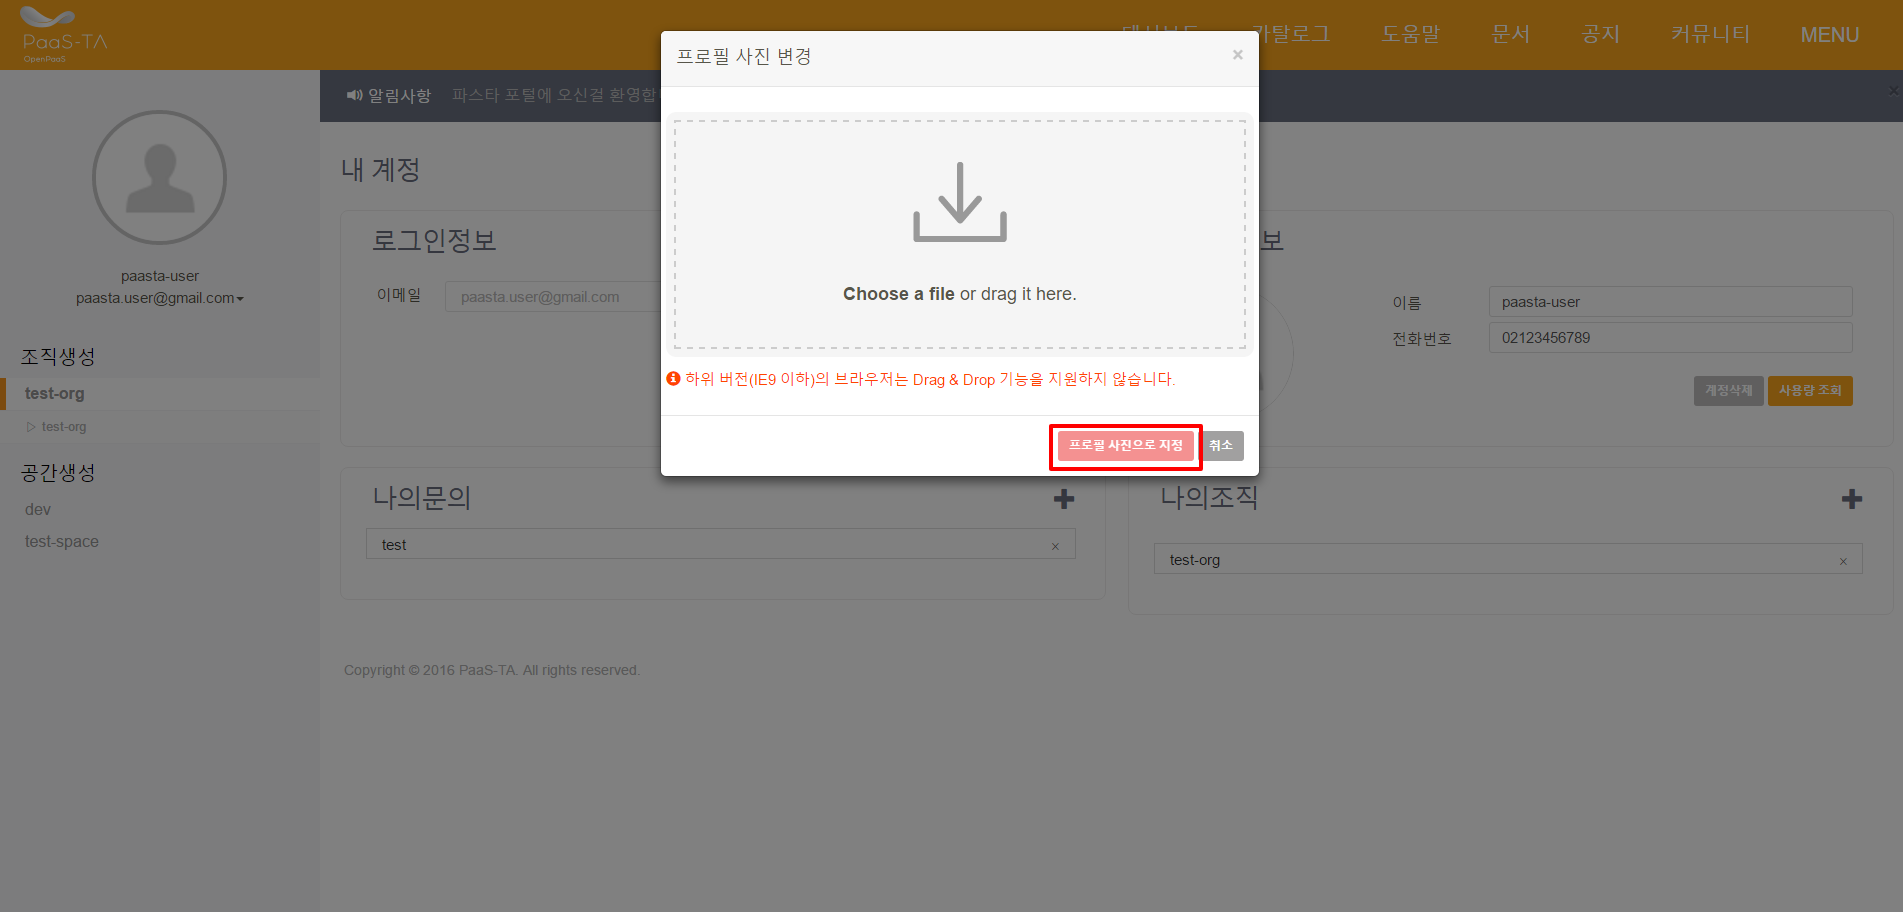 PaaS-TA
OpenPaaS
카탈로그
도움말
문서
공지
커뮤니티
MENU
알림사항
파스타 포털에 오신걸 환영합
paasta-user
paasta.user@gmail.com
조직생성
test-org
test-org
공간생성
dev
test-space
내 계정
로그인정보
이메일
paasta.user@gmail.com
보
이름
paasta-user
전화번호
02123456789
계정삭제
사용량 조회
프로필 사진 변경
×
Choose a file or drag it here.
하위 버전(IE9 이하)의 브라우저는 Drag & Drop 기능을 지원하지 않습니다.
프로필 사진으로 지정
취소
나의문의
test
×
나의조직
test-org
×
Copyright © 2016 PaaS-TA. All rights reserved.